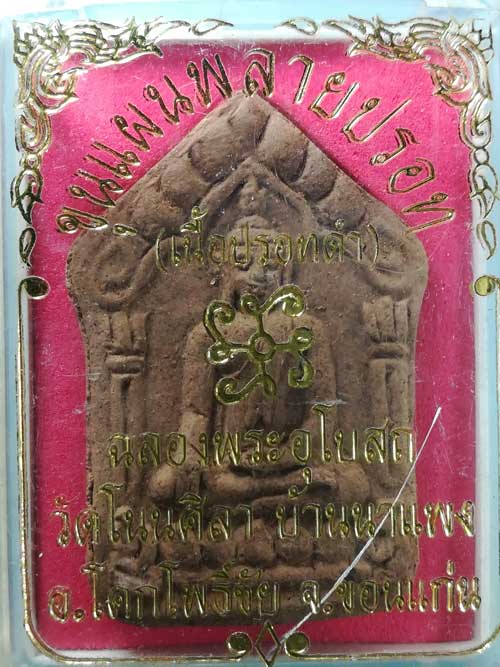 ขุนแผนพลายปรอท
(เนื้อปรอทดำ)
ฉลองพระอุโบสถ
วัดโนนศิลา บ้านนาแพง
อ.โคกโพธิ์ชัย จ.ขอนแก่น